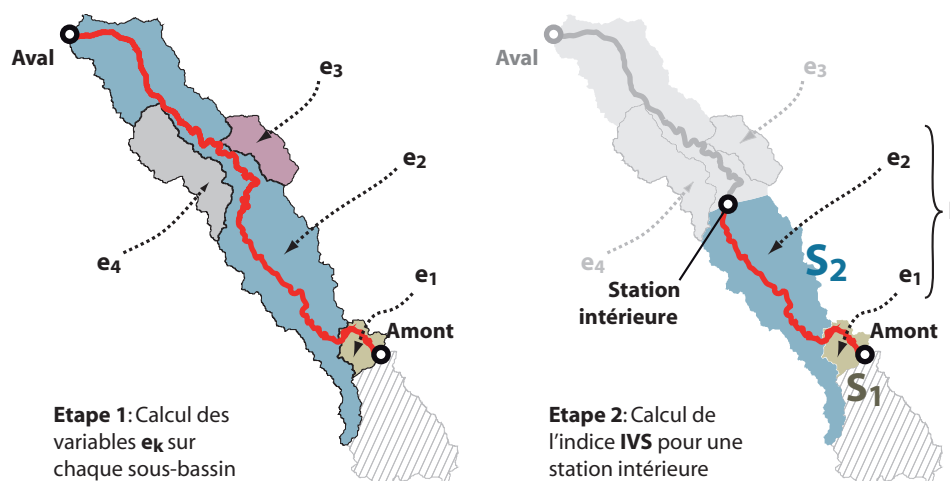 Aval
e3
e2
e4
e1
Amont
Etape 1: Calcul des
variables ek sur
chaque sous-bassin
Aval
e3
e2
e4
S2
Station
intérieure
e1
Amont
S1
Etape 2: Calcul de
l'indice IVS pour une
station intérieure